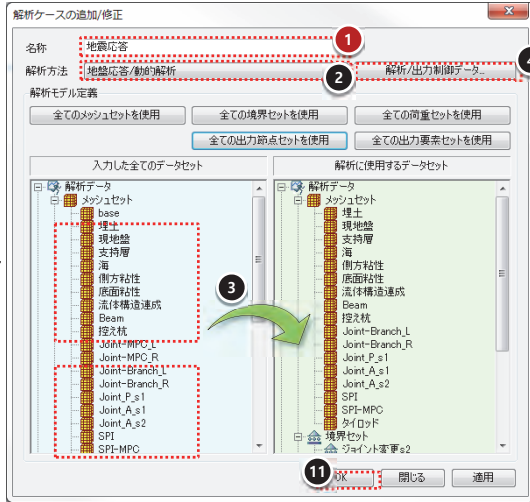 解析ケースの追加/修正
名称 地震応答 1
解析方法 地盤応答/動的解析 2 解析/出力制御データ... 4
解析モデル定義
全てのメッシュセットを使用 全ての境界セットを使用 全ての荷重セットを使用
全ての出力節点セットを使用 全ての出力要素セットを使用
入力した全てのデータセット
解析データ
メッシュセット
base
埋土
現地盤
支持層
海
側方粘性
底面粘性
流体構造連成
Beam
控え杭
Joint-MPC_L
Joint-MPC_R
Joint-Branch_L
Joint-Branch_R
Joint_P_s1
Joint_A_s1
Joint_A_s2
SPI
SPI-MPC
3
解析に使用するデータセット
解析データ
メッシュセット
埋土
現地盤
支持層
海
側方粘性
底面粘性
流体構造連成
Beam
控え杭
Joint-Branch_L
Joint-Branch_R
Joint_P_s1
Joint_A_s1
Joint_A_s2
SPI
SPI-MPC
タイロッド
境界セット
ジョイント変更s2
11 OK 閉じる 適用